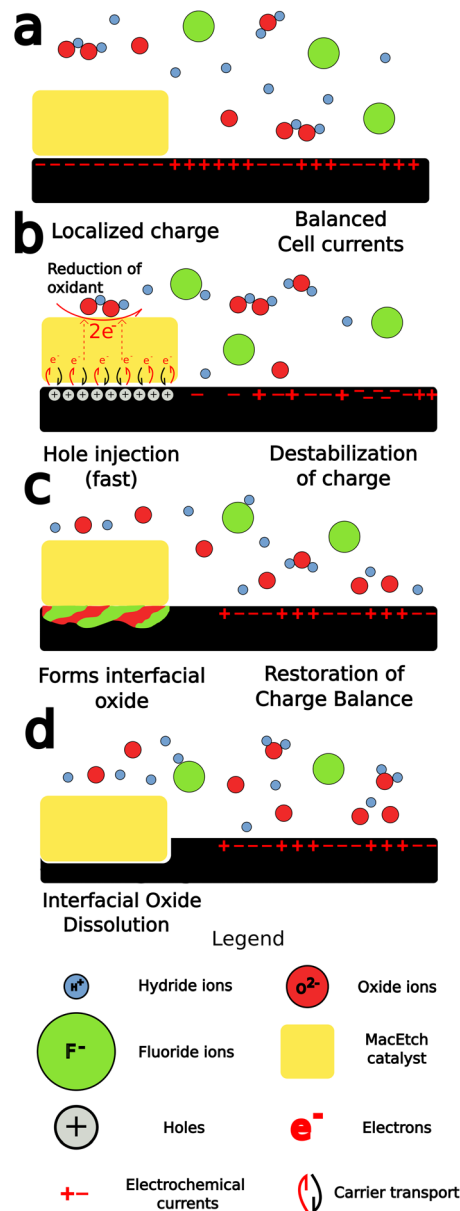 a
Localized charge
Balanced
Cell currents
b
Reduction of
oxidant
2e-
e- e- e- e- e- e-
+ + + + + + + + +
Hole injection
(fast)
Destabilization
of charge
c
Forms interfacial
oxide
Restoration of
Charge Balance
d
Interfacial Oxide
Dissolution
Legend
H+
Hydride ions
O2-
Oxide ions
F-
Fluoride ions
MacEtch
catalyst
+
Holes
e-
Electrons
+−
Electrochemical
currents
Carrier transport